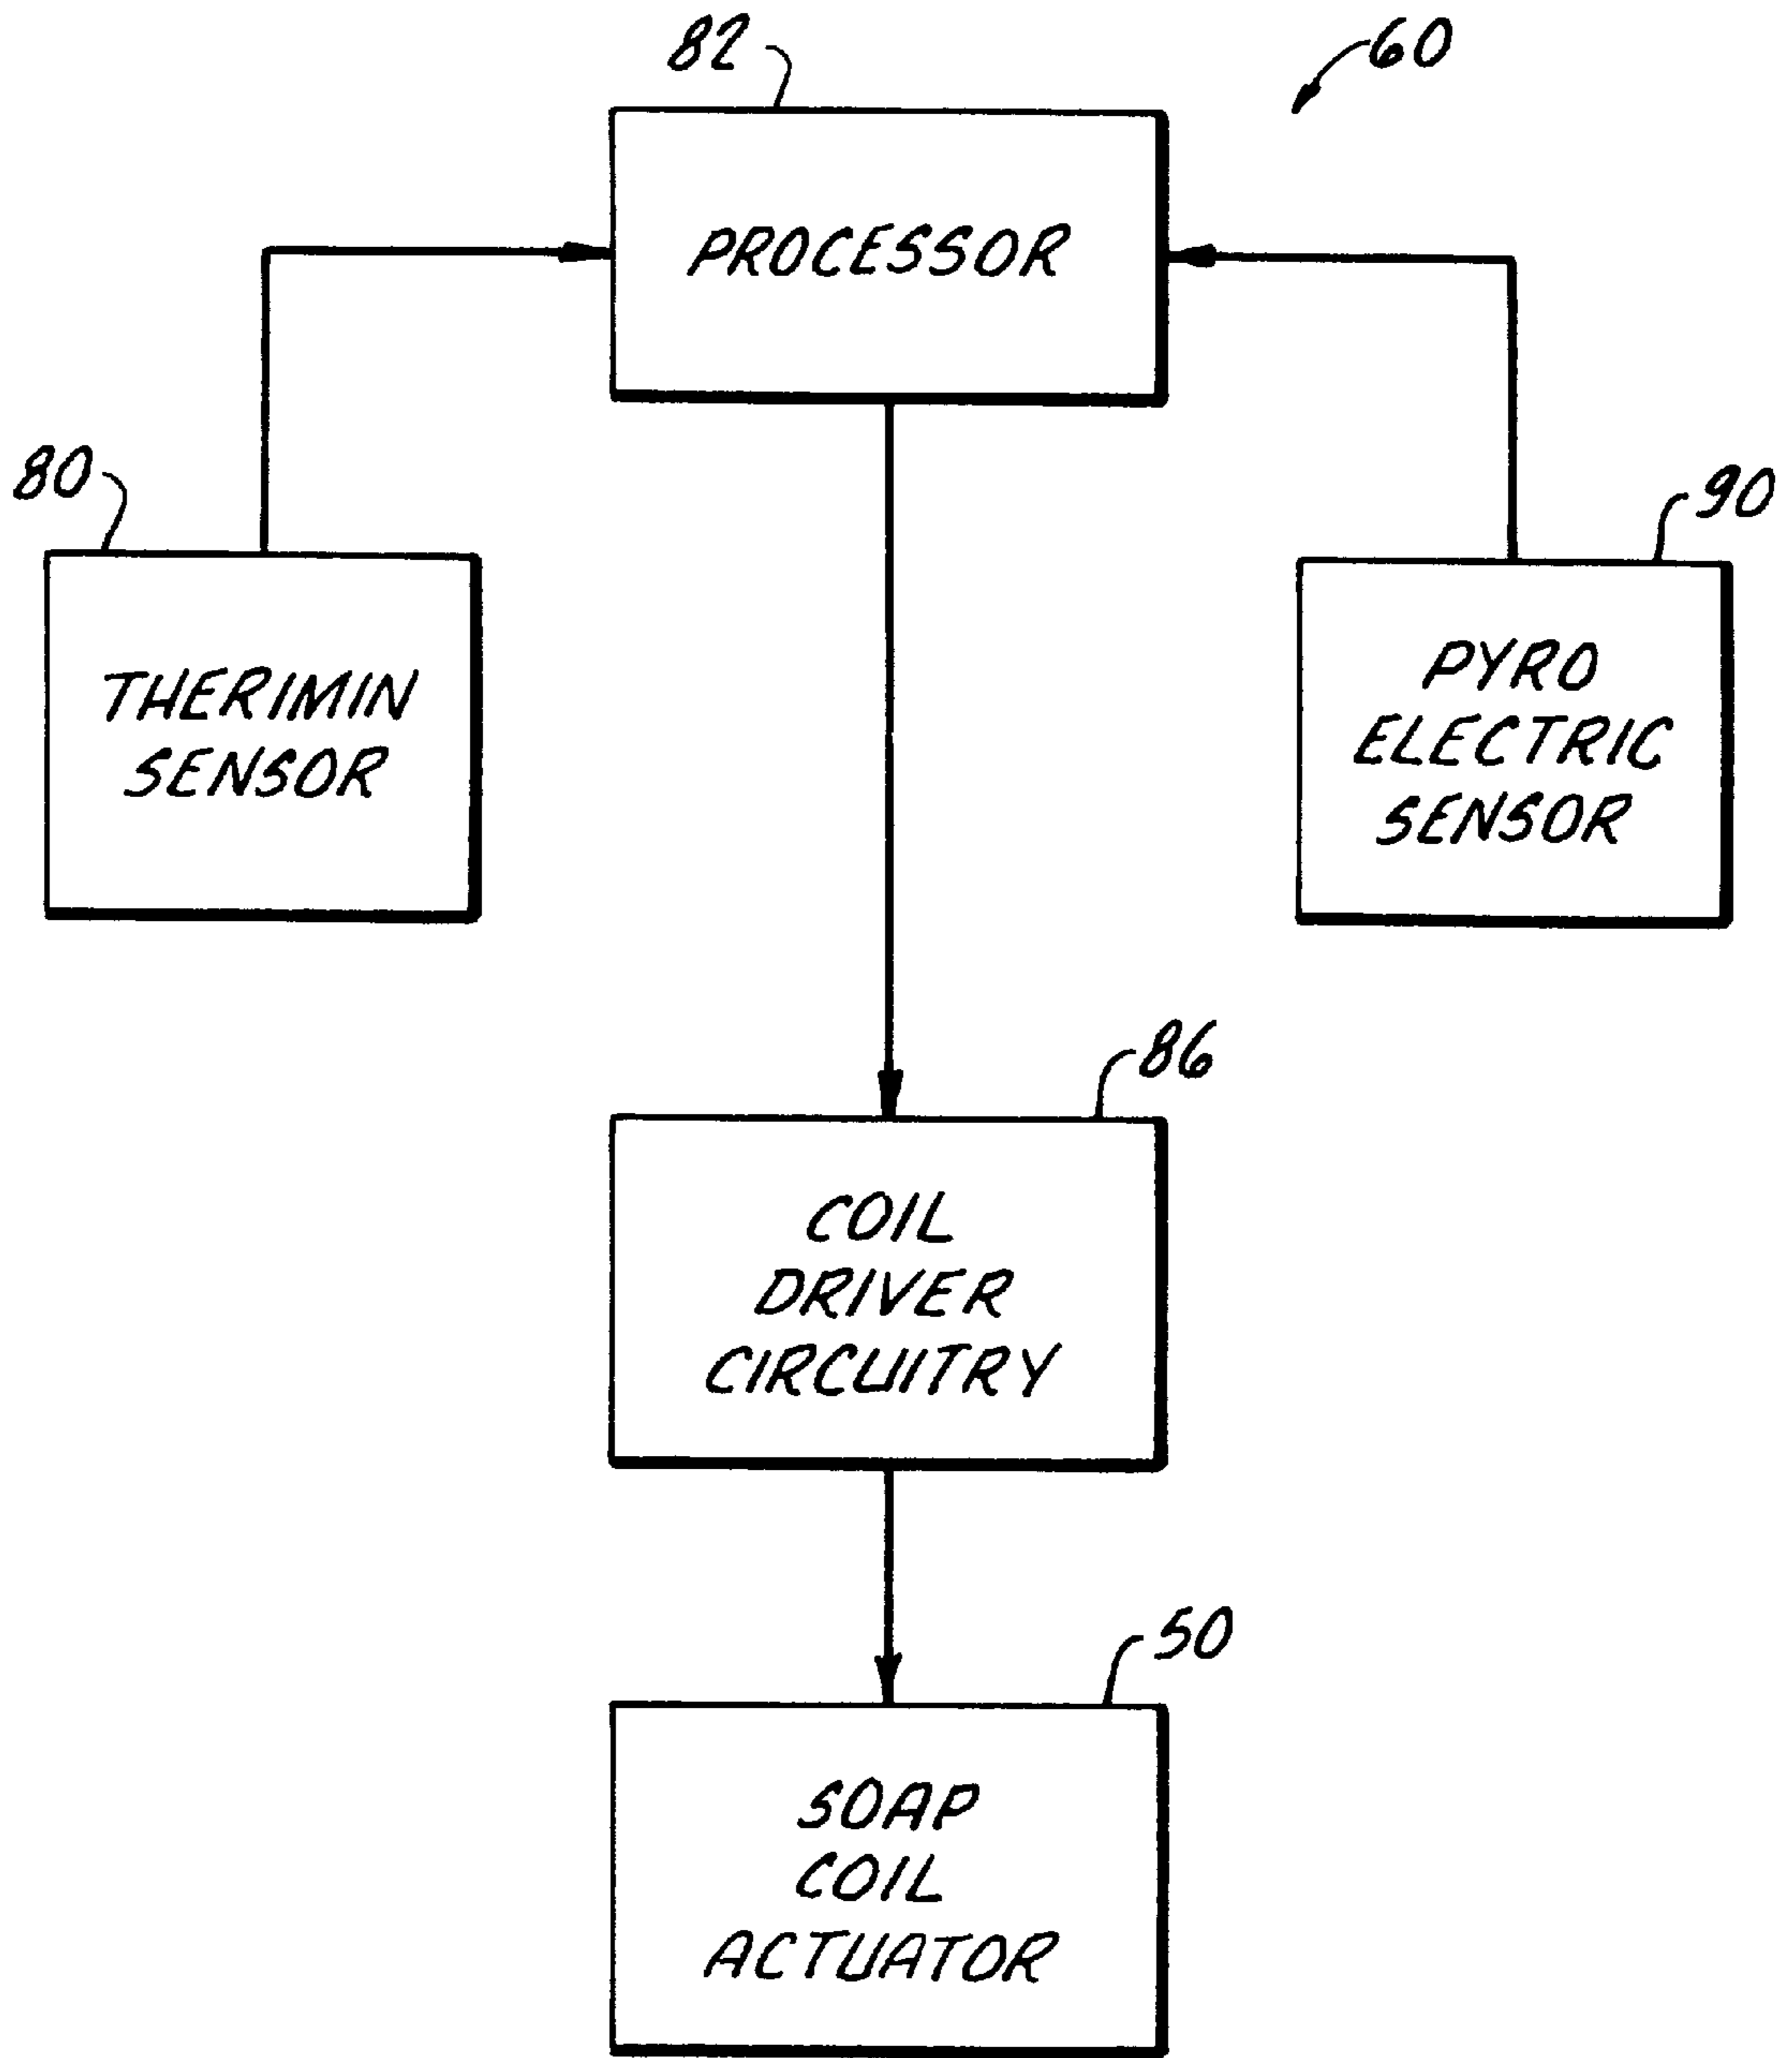 82
60
PROCESSOR
80
90
THERIMIN
SENSOR
PYRO
ELECTRIC
SENSOR
86
COIL
DRIVER
CIRCUITRY
50
SOAP
COIL
ACTUATOR